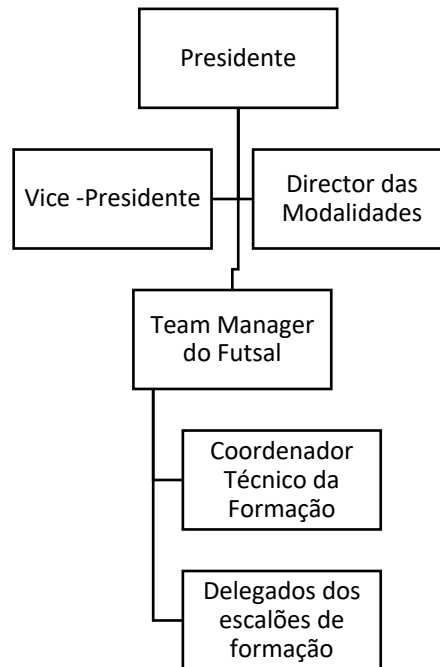 Presidente
Vice -Presidente
Director das
Modalidades
Team Manager
do Futsal
Coordenador
Técnico da
Formação
Delegados dos
escalões de
formação